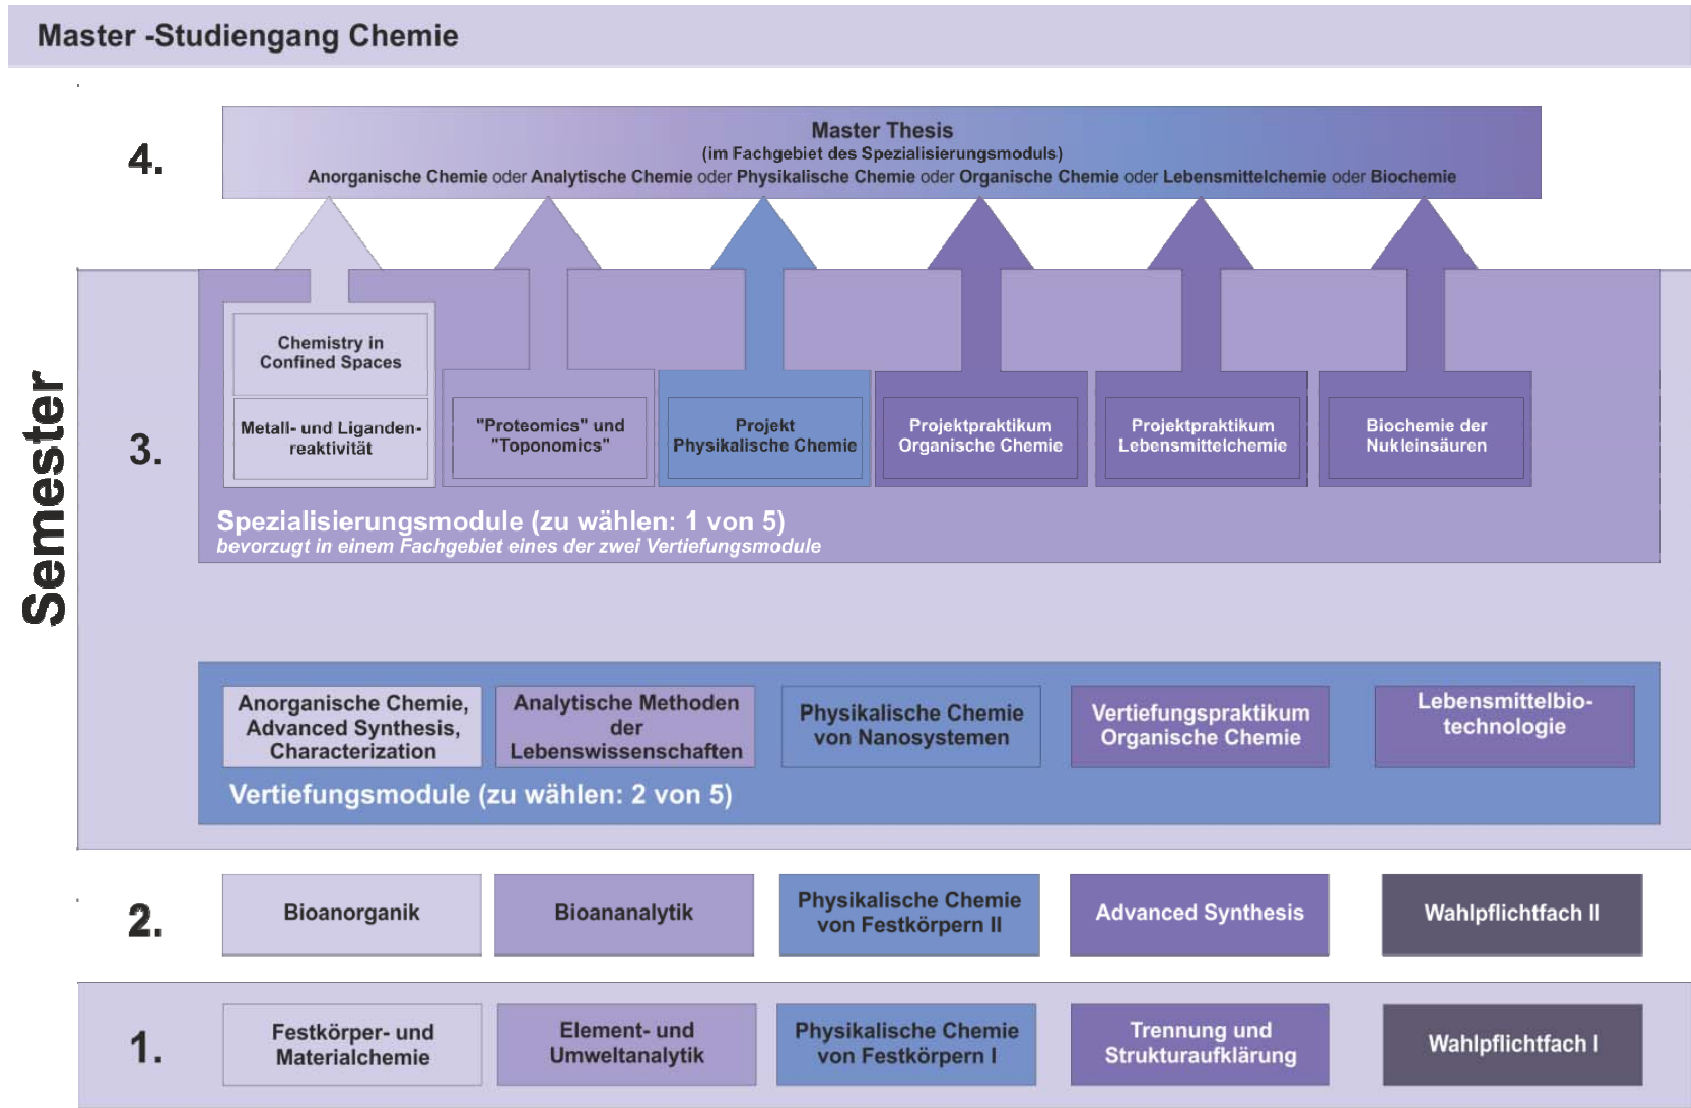 Master -Studiengang Chemie
4.
Master Thesis
(im Fachgebiet des Spezialisierungsmoduls)
Anorganische Chemie oder Analytische Chemie oder Physikalische Chemie oder Organische Chemie oder Lebensmittelchemie oder Biochemie
Semester
3.
Chemistry in
Confined Spaces
Metall- und Liganden-
reaktivität
"Proteomics" und
"Toponomics"
Projekt
Physikalische Chemie
Projektpraktikum
Organische Chemie
Projektpraktikum
Lebensmittelchemie
Biochemie der
Nukleinsäuren
Spezialisierungsmodule (zu wählen: 1 von 5)
bevorzugt in einem Fachgebiet eines der zwei Vertiefungsmodule
Anorganische Chemie,
Advanced Synthesis,
Characterization
Analytische Methoden
der
Lebenswissenschaften
Physikalische Chemie
von Nanosystemen
Vertiefungspraktikum
Organische Chemie
Lebensmittelbio-
technologie
Vertiefungsmodule (zu wählen: 2 von 5)
2.
Bioanorganik
Bioananalytik
Physikalische Chemie
von Festkörpern II
Advanced Synthesis
Wahlpflichtfach II
1.
Festkörper- und
Materialchemie
Element- und
Umweltanalytik
Physikalische Chemie
von Festkörpern I
Trennung und
Strukturaufklärung
Wahlpflichtfach I